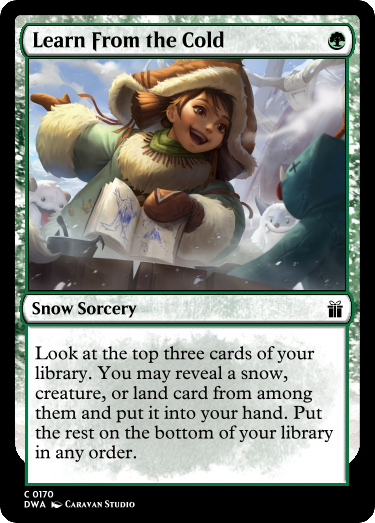 Learn From the Cold
Snow Sorcery
Look at the top three cards of your
library. You may reveal a snow,
creature, or land card from among
them and put it into your hand. Put
the rest on the bottom of your library
in any order.
C 0170
DWA Caravan Studio